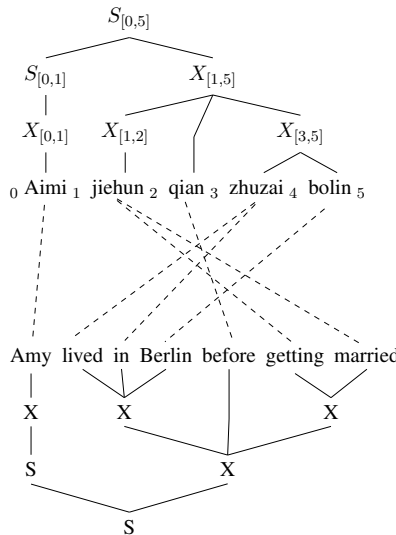 S[0,5]
S[0,1] X[1,5]
X[0,1] X[1,2] X[3,5]
0 Aimi 1 jiehun 2 qian 3 zhuzai 4 bolin 5
Amy lived in Berlin before getting married
X X X
S X
S